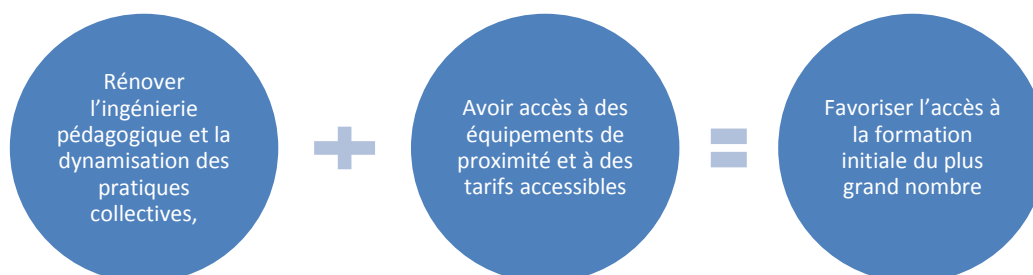 Rénover
l’ingénierie
pédagogique et la
dynamisation des
pratiques
collectives,
+
Avoir accès à des
équipements de
proximité et à des
tarifs accessibles
=
Favoriser l’accès à
la formation
initiale du plus
grand nombre